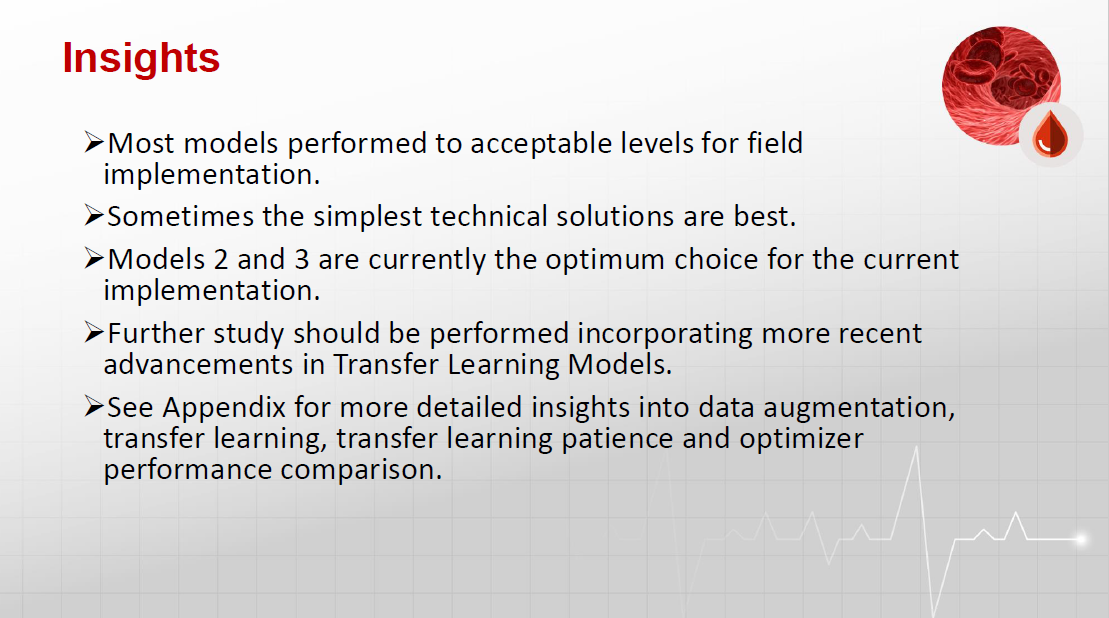 Insights
➢Most models performed to acceptable levels for field
implementation.
➢Sometimes the simplest technical solutions are best.
➢Models 2 and 3 are currently the optimum choice for the current
implementation.
➢Further study should be performed incorporating more recent
advancements in Transfer Learning Models.
➢See Appendix for more detailed insights into data augmentation,
transfer learning, transfer learning patience and optimizer
performance comparison.